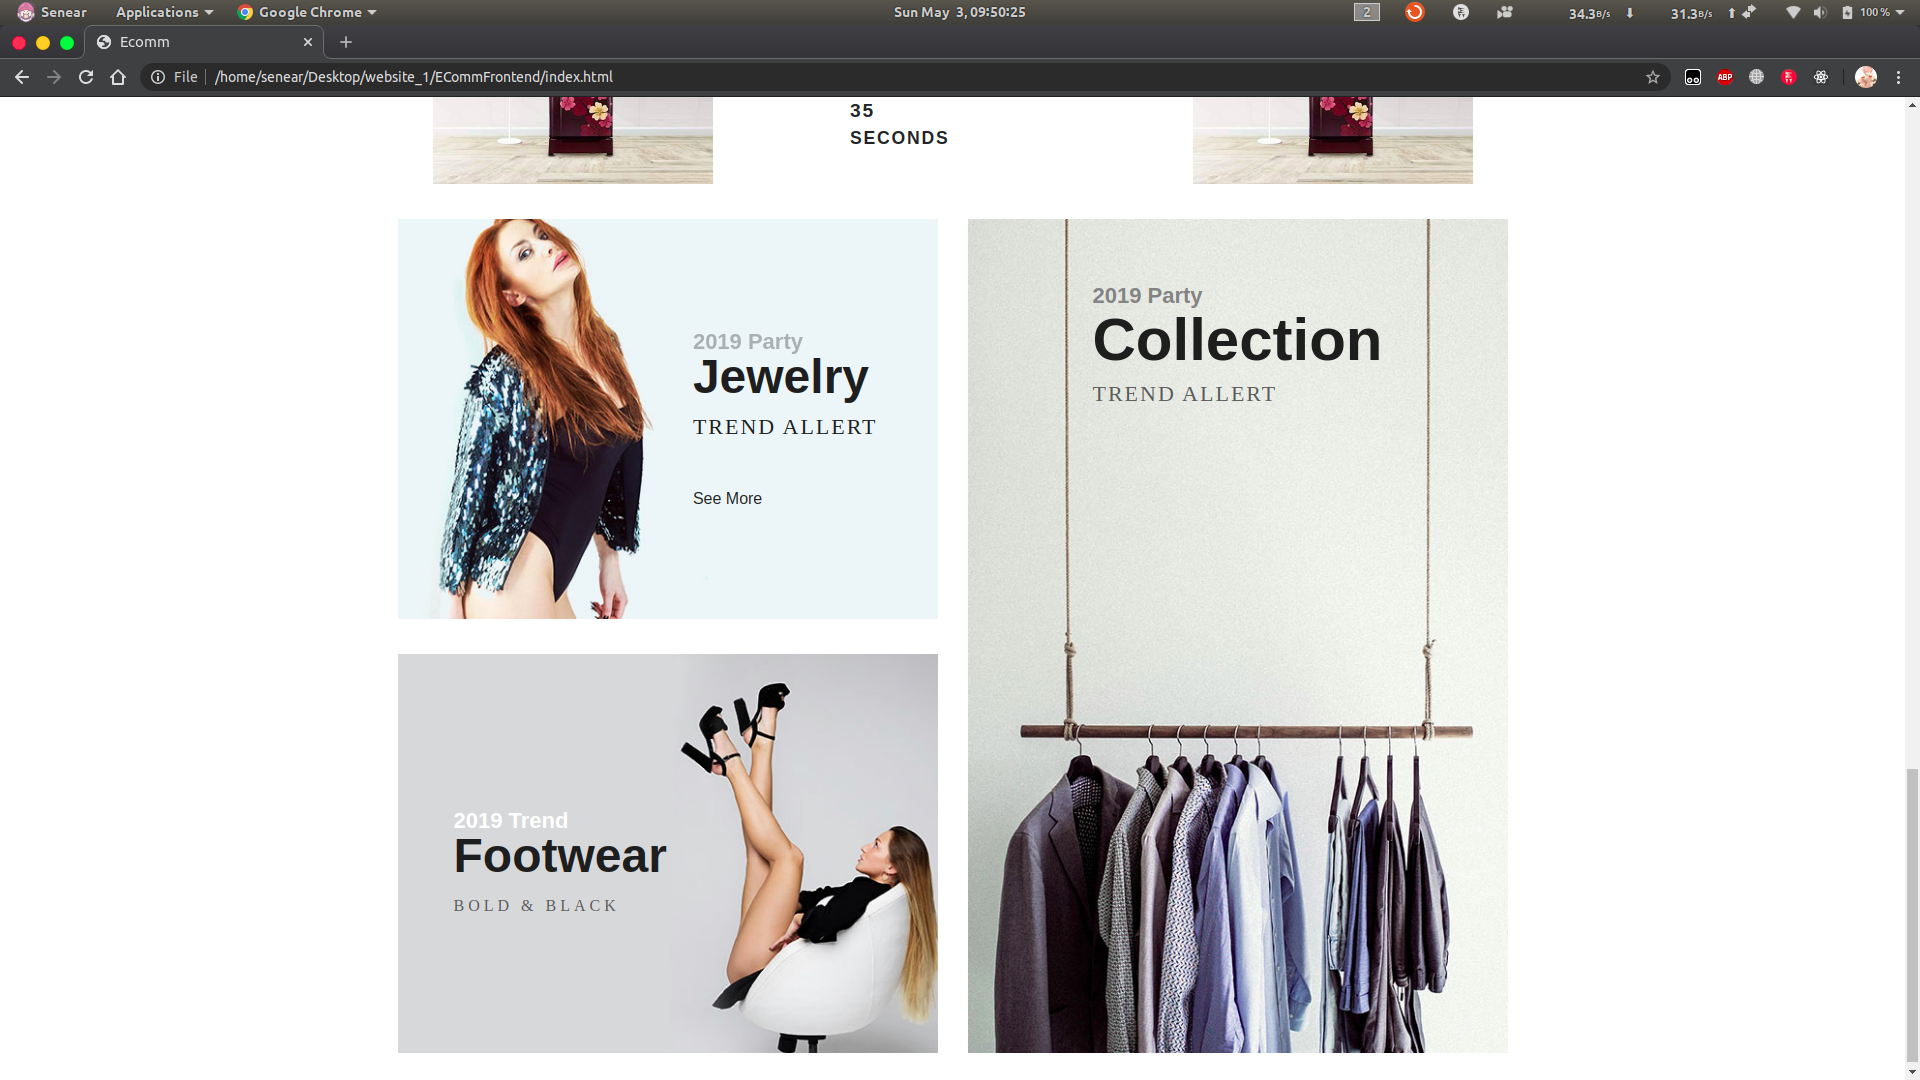 Senear Applications Google Chrome Sun May 3, 09:50:25 2 34.3B/s 31.3B/s 100 %
Ecomm
File /home/senear/Desktop/website_1/ECommFrontend/index.html
ABP
35
SECONDS
2019 Party
Jewelry
TREND ALLERT
See More
2019 Party
Collection
TREND ALLERT
2019 Trend
Footwear
BOLD & BLACK